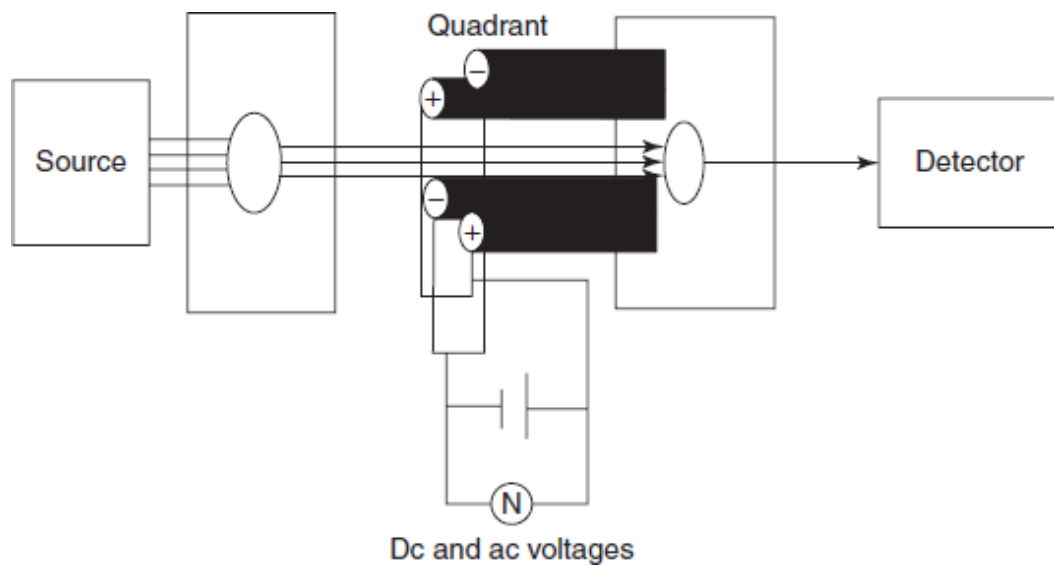 Quadrant
−
+
Source
Detector
−
+
N
Dc and ac voltages